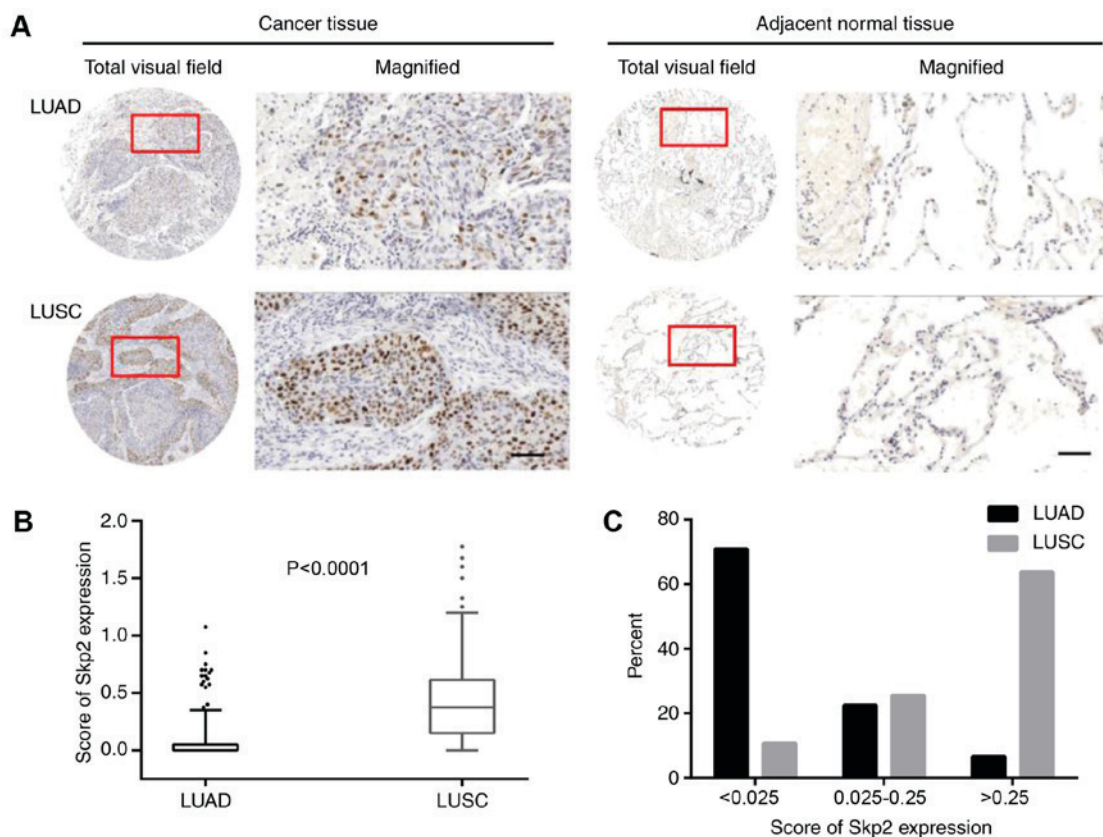 A
Cancer tissue
Adjacent normal tissue
Total visual field
Magnified
Total visual field
Magnified
LUAD
LUSC
B
2.0
1.5
1.0
0.5
0.0
Score of Skp2 expression
P<0.0001
LUAD
LUSC
C
80
60
40
20
0
Percent
LUAD
LUSC
<0.025
0.025-0.25
>0.25
Score of Skp2 expression